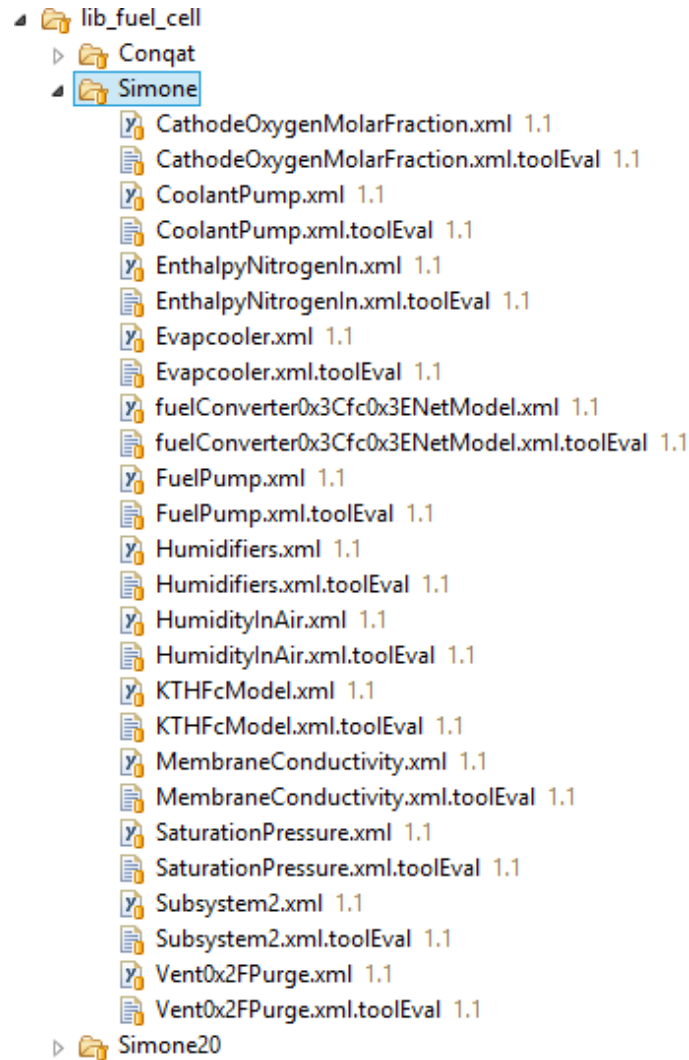 lib_fuel_cell
Conqat
Simone
CathodeOxygenMolarFraction.xml 1.1
CathodeOxygenMolarFraction.xml.toolEval 1.1
CoolantPump.xml 1.1
CoolantPump.xml.toolEval 1.1
EnthalpyNitrogenIn.xml 1.1
EnthalpyNitrogenIn.xml.toolEval 1.1
Evapcooler.xml 1.1
Evapcooler.xml.toolEval 1.1
fuelConverter0x3Cfc0x3ENetModel.xml 1.1
fuelConverter0x3Cfc0x3ENetModel.xml.toolEval 1.1
FuelPump.xml 1.1
FuelPump.xml.toolEval 1.1
Humidifiers.xml 1.1
Humidifiers.xml.toolEval 1.1
HumidityInAir.xml 1.1
HumidityInAir.xml.toolEval 1.1
KTHFcModel.xml 1.1
KTHFcModel.xml.toolEval 1.1
MembraneConductivity.xml 1.1
MembraneConductivity.xml.toolEval 1.1
SaturationPressure.xml 1.1
SaturationPressure.xml.toolEval 1.1
Subsystem2.xml 1.1
Subsystem2.xml.toolEval 1.1
Vent0x2FPurge.xml 1.1
Vent0x2FPurge.xml.toolEval 1.1
Simone20